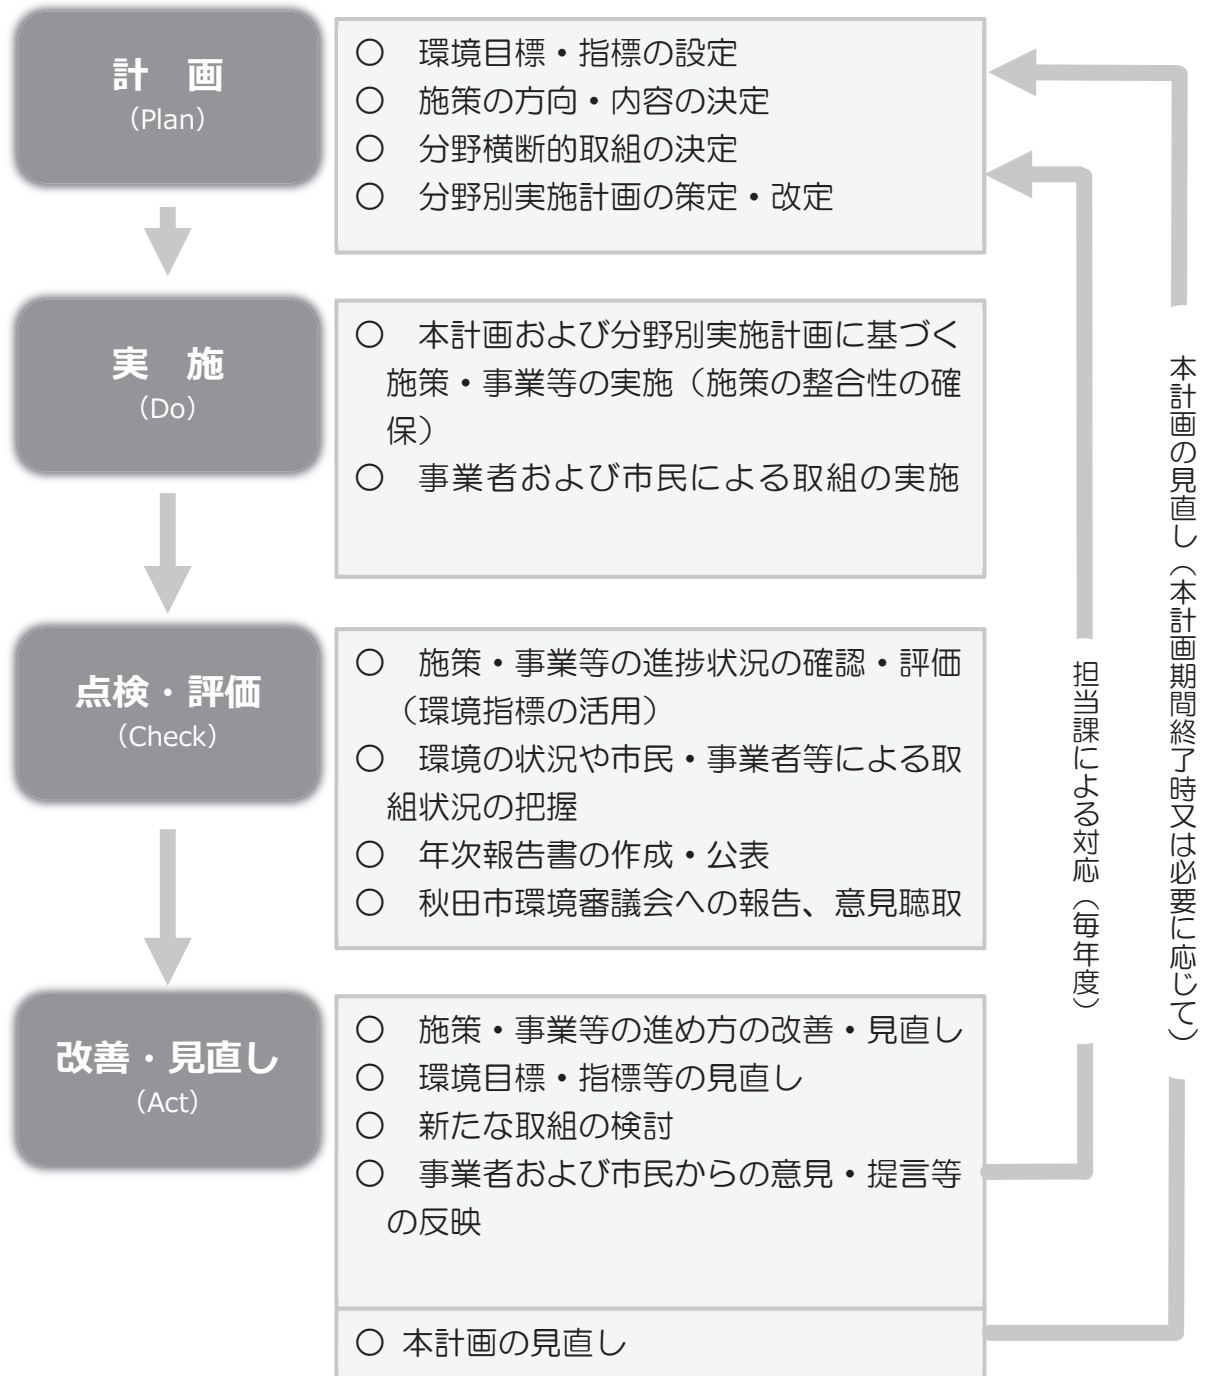 計　画
（Plan）
〇　環境目標・指標の設定
〇　施策の方向・内容の決定
〇　分野横断的取組の決定
〇　分野別実施計画の策定・改定
実　施
（Do）
〇　本計画および分野別実施計画に基づく
施策・事業等の実施（施策の整合性の確
保）
〇　事業者および市民による取組の実施
点検・評価
（Check）
〇　施策・事業等の進捗状況の確認・評価
（環境指標の活用）
〇　環境の状況や市民・事業者等による取
組状況の把握
〇　年次報告書の作成・公表
〇　秋田市環境審議会への報告、意見聴取
改善・見直し
（Act）
〇　施策・事業等の進め方の改善・見直し
〇　環境目標・指標等の見直し
〇　新たな取組の検討
〇　事業者および市民からの意見・提言等
の反映
〇 本計画の見直し
担当課による対応（毎年度）
本計画の見直し（本計画期間終了時又は必要に応じて）